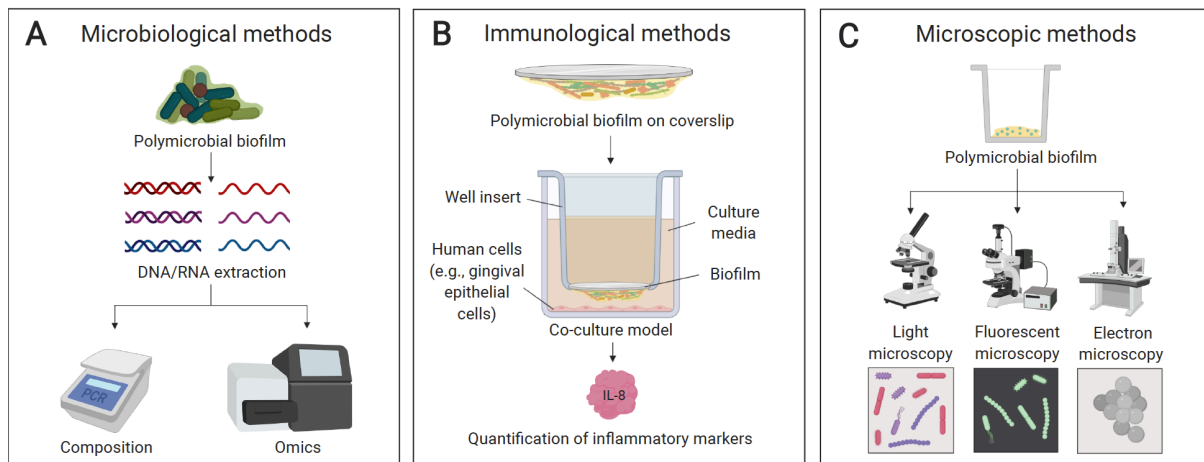 A Microbiological methods
Polymicrobial biofilm
DNA/RNA extraction
PCR
Composition
Omics
B Immunological methods
Polymicrobial biofilm on coverslip
Well insert
Culture
media
Human cells
(e.g., gingival
epithelial
cells)
Biofilm
Co-culture model
IL-8
Quantification of inflammatory markers
C Microscopic methods
Polymicrobial biofilm
Light
microscopy
Fluorescent
microscopy
Electron
microscopy